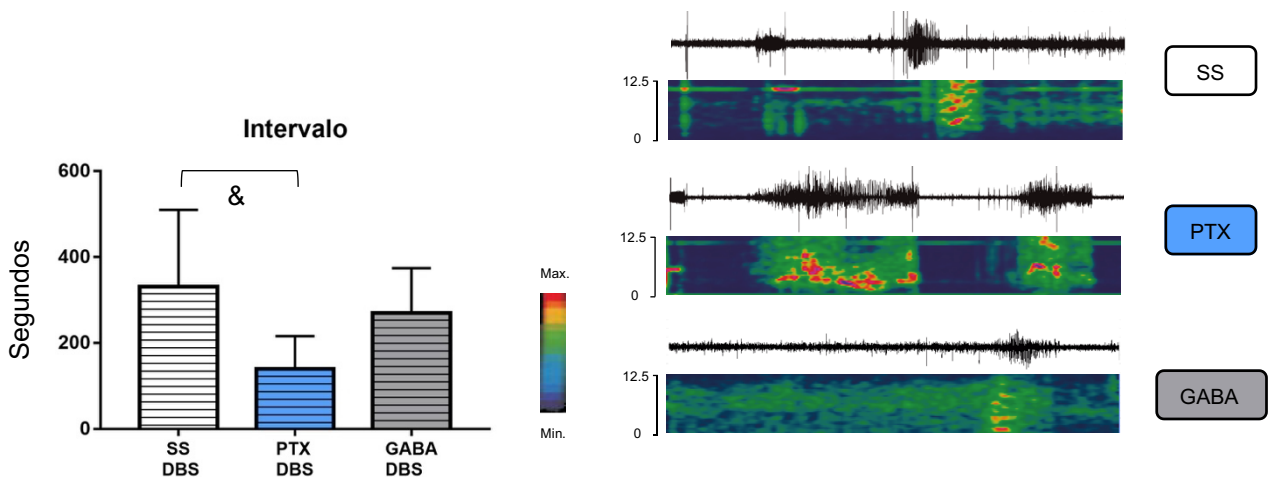 Intervalo
&
Segundos
600
400
200
0
SS
DBS
PTX
DBS
GABA
DBS
Max.
Min.
12.5
0
SS
12.5
0
PTX
12.5
0
GABA